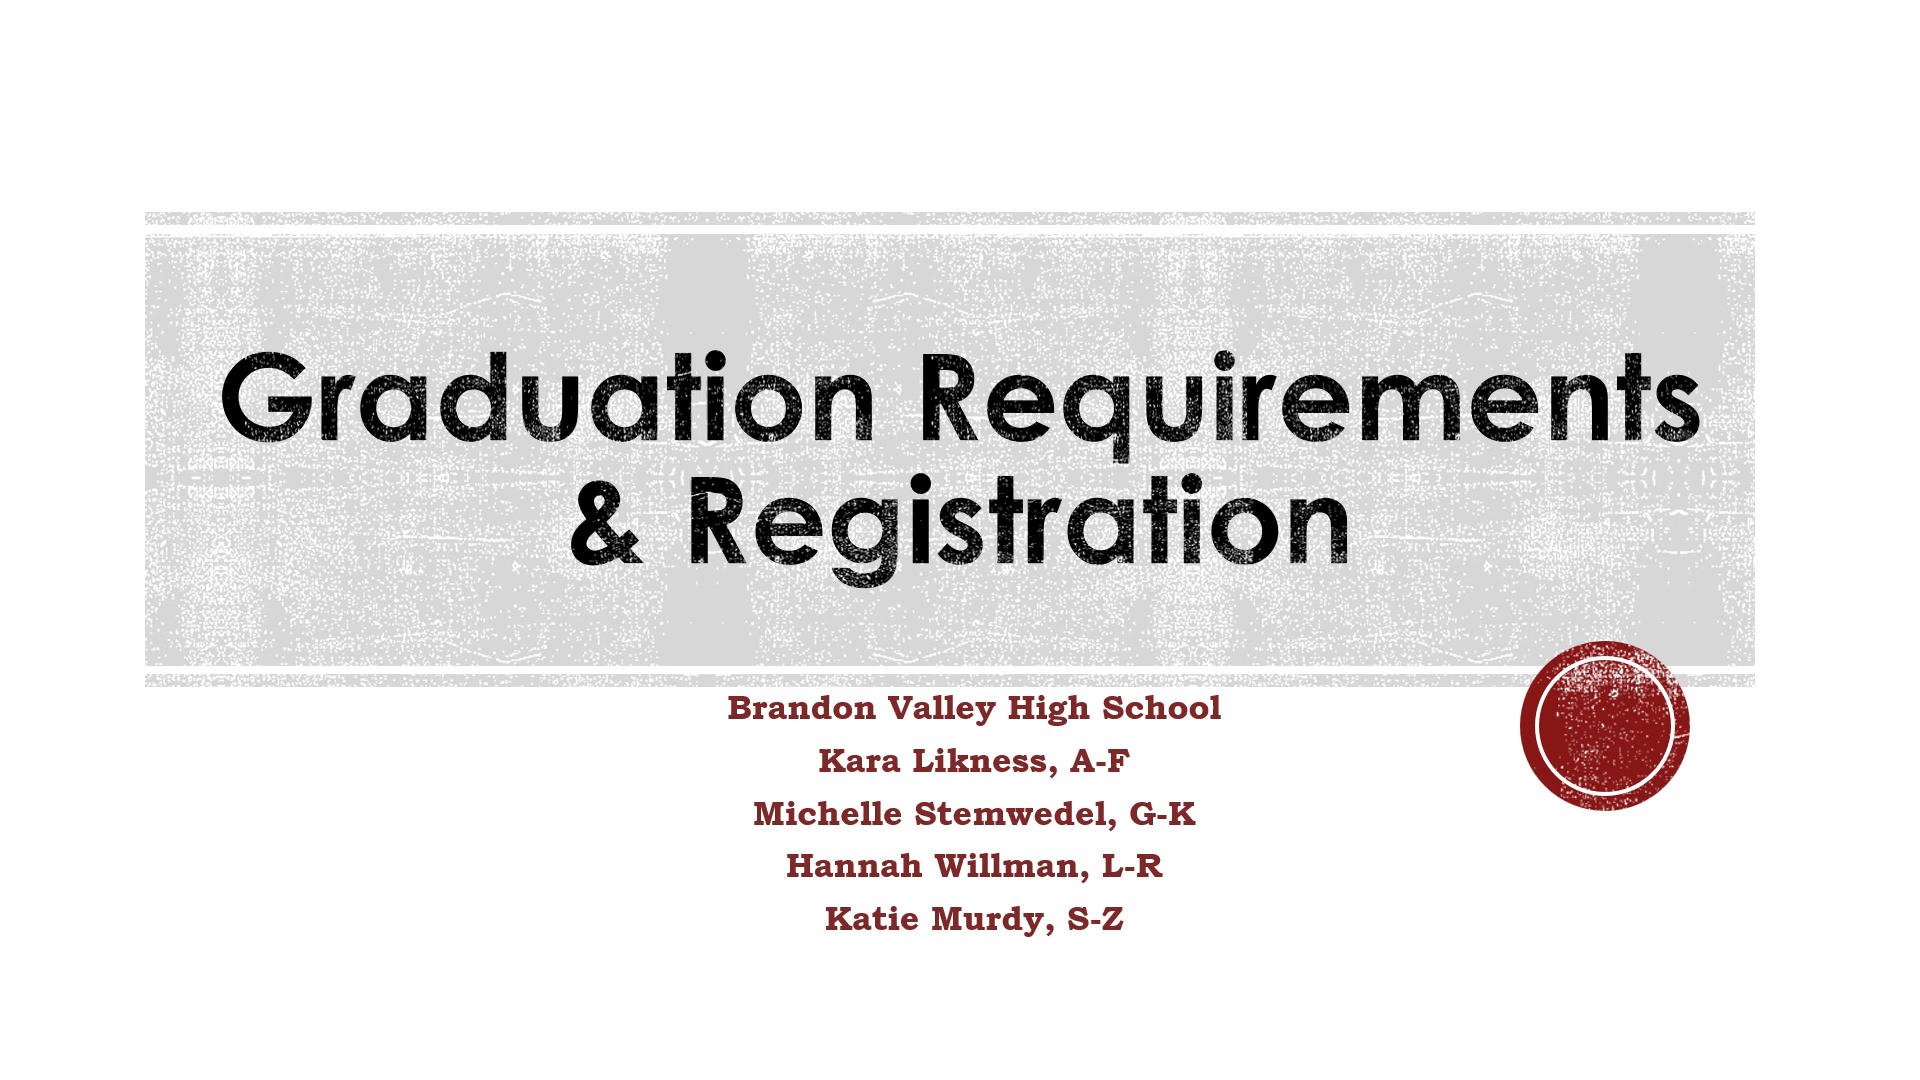 Graduation Requirements
& Registration
Brandon Valley High School
Kara Likness, A-F
Michelle Stemwedel, G-K
Hannah Willman, L-R
Katie Murdy, S-Z